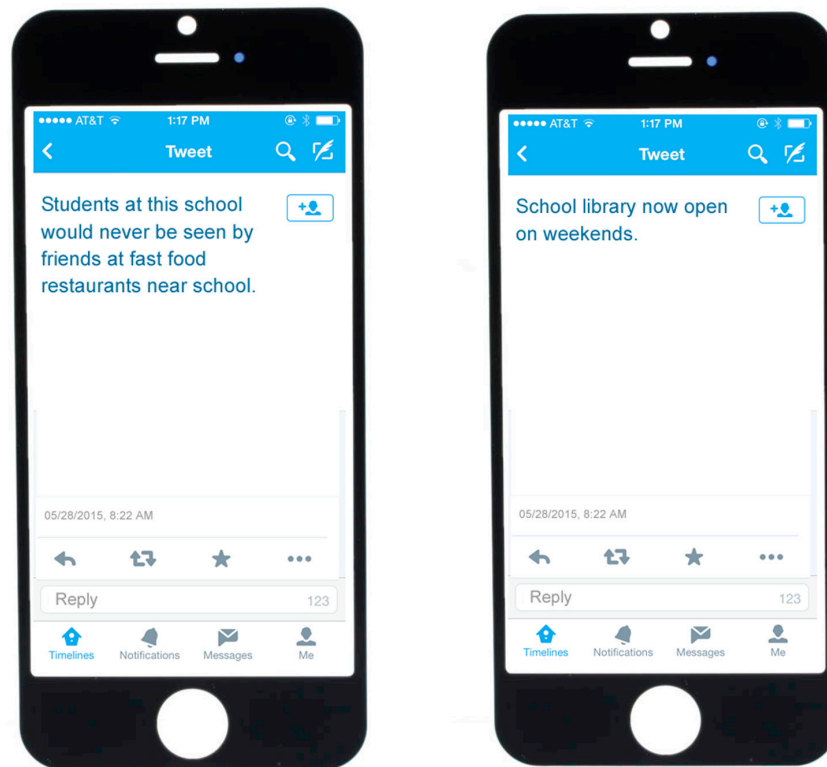 AT&T 1:17 PM
Tweet
Students at this school
would never be seen by
friends at fast food
restaurants near school.
05/28/2015, 8:22 AM
Reply 123
Timelines Notifications Messages Me
AT&T 1:17 PM
Tweet
School library now open
on weekends.
05/28/2015, 8:22 AM
Reply 123
Timelines Notifications Messages Me